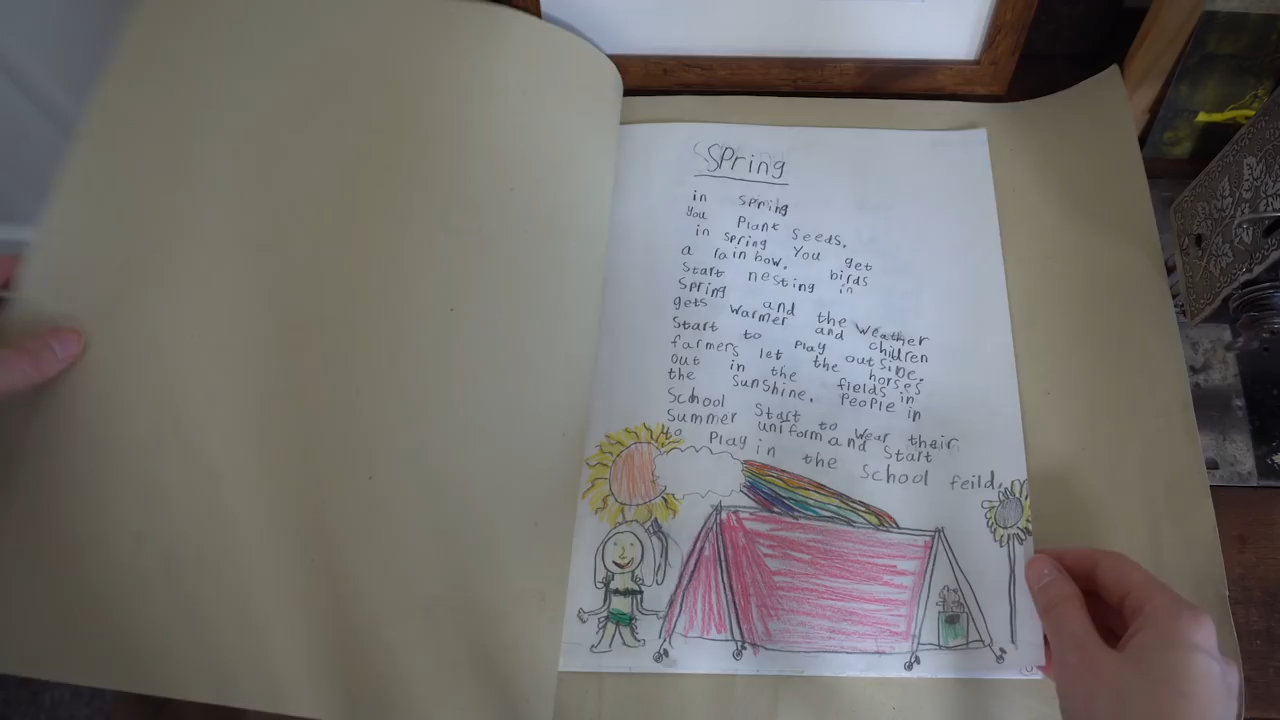 Spring
in spring
you Plant seeds.
in spring You get
a rainbow. birds
Start nesting in
Spring and the weather
gets warmer and children
Start to play outside.
farmers let the horses
out in the fields in
the sunshine. People in
School Start to wear their
Summer uniform and Start
to Play in the School feild.